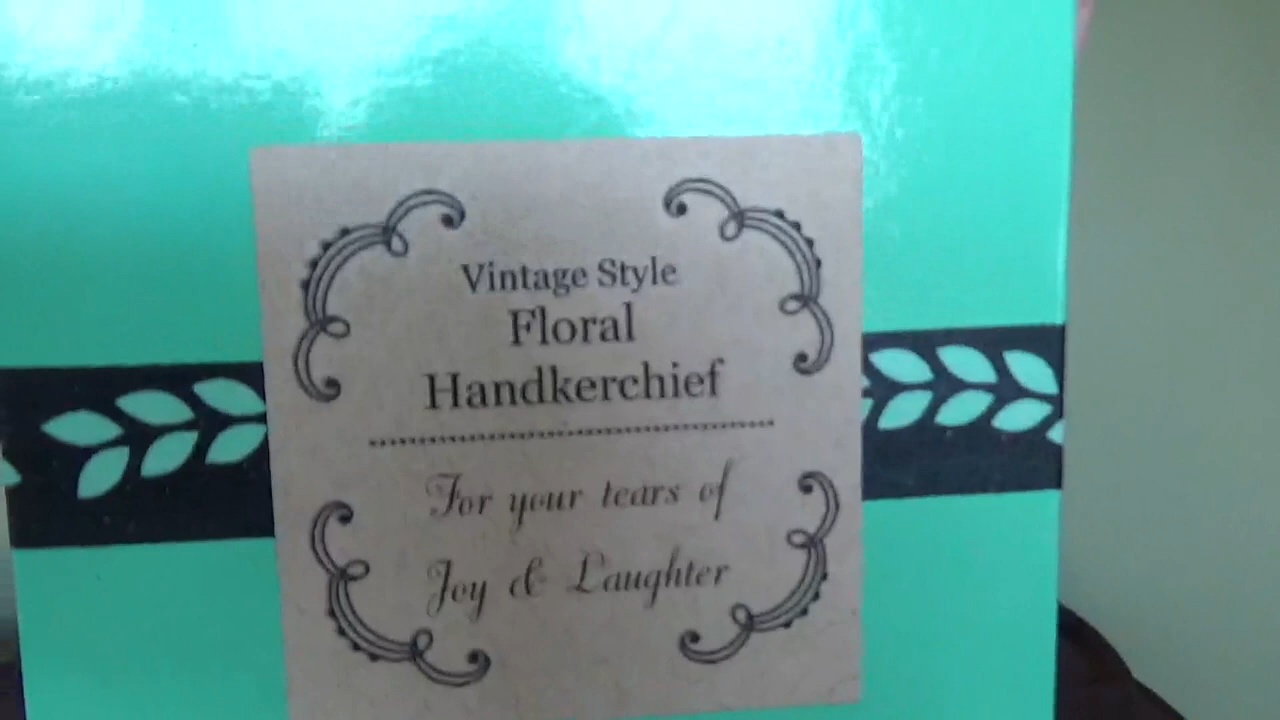 Vintage Style
Floral
Handkerchief
For your tears of
Joy & Laughter